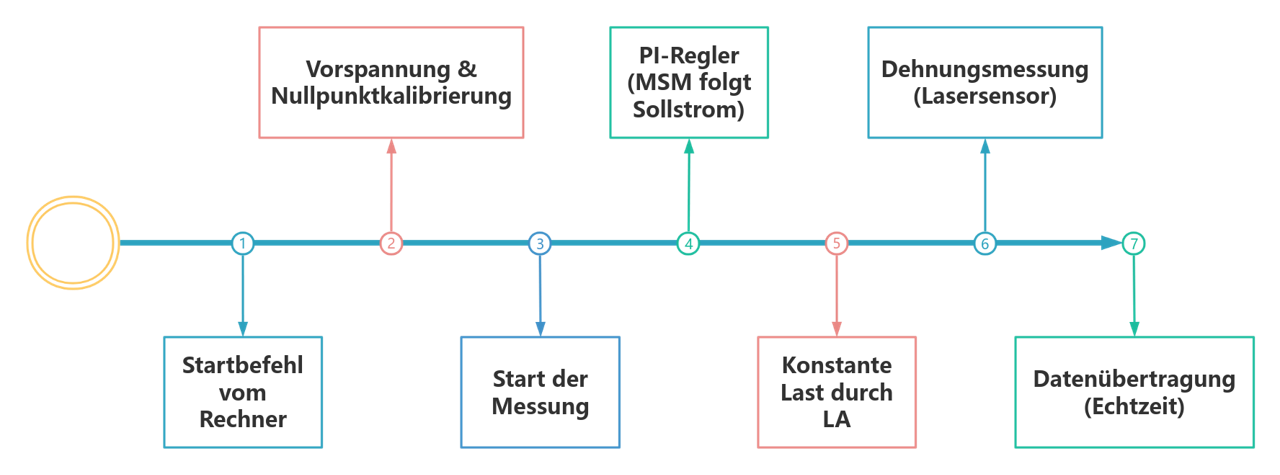 Vorspannung &
Nullpunktkalibrierung
PI-Regler
(MSM folgt
Sollstrom)
Dehnungsmessung
(Lasersensor)
1
2
3
4
5
6
7
Startbefehl
vom
Rechner
Start der
Messung
Konstante
Last durch
LA
Datenübertragung
(Echtzeit)